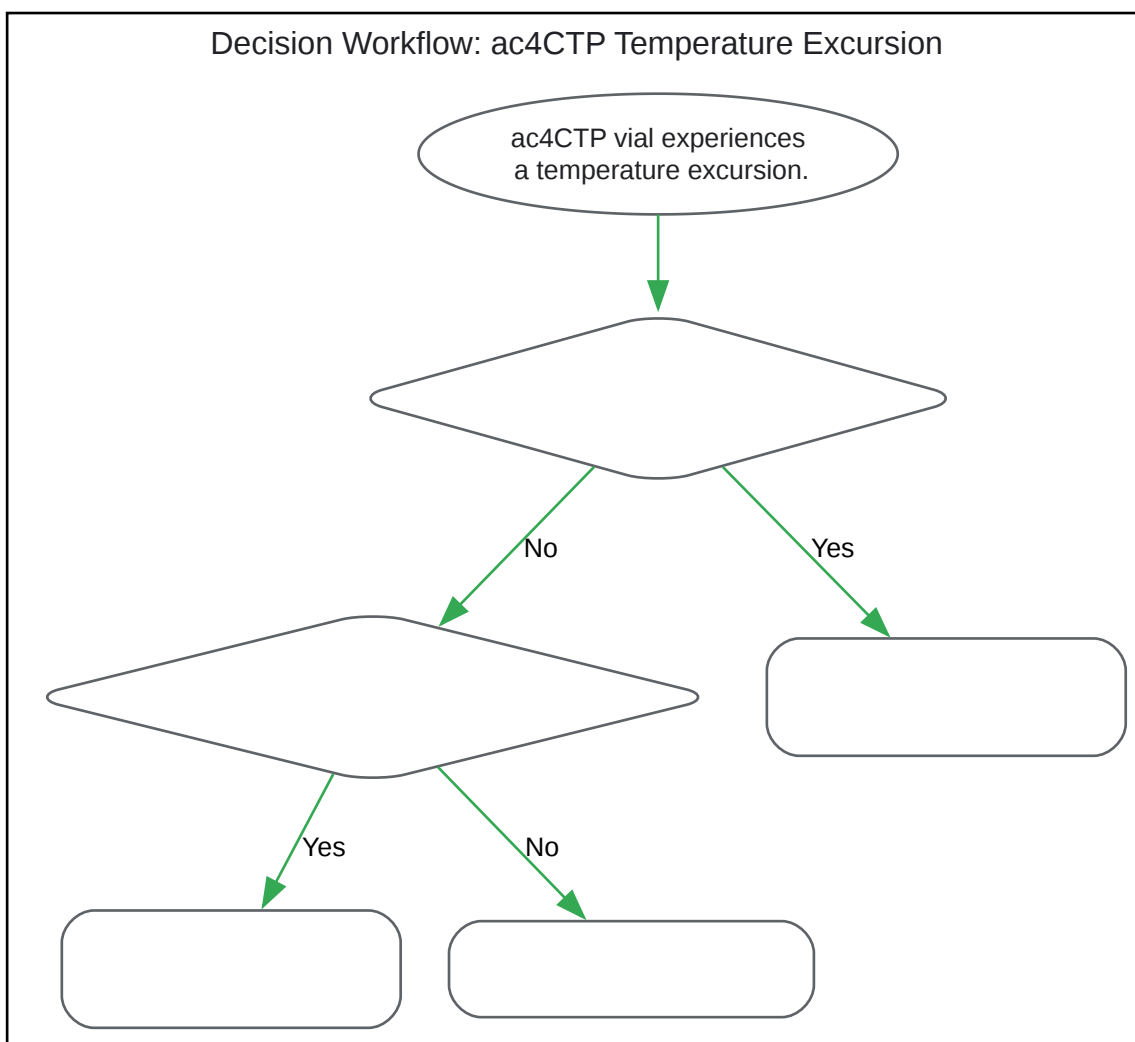 Decision Workflow: ac4CTP Temperature Excursion
ac4CTP vial experiences
a temperature excursion.
No
Yes
Yes
No